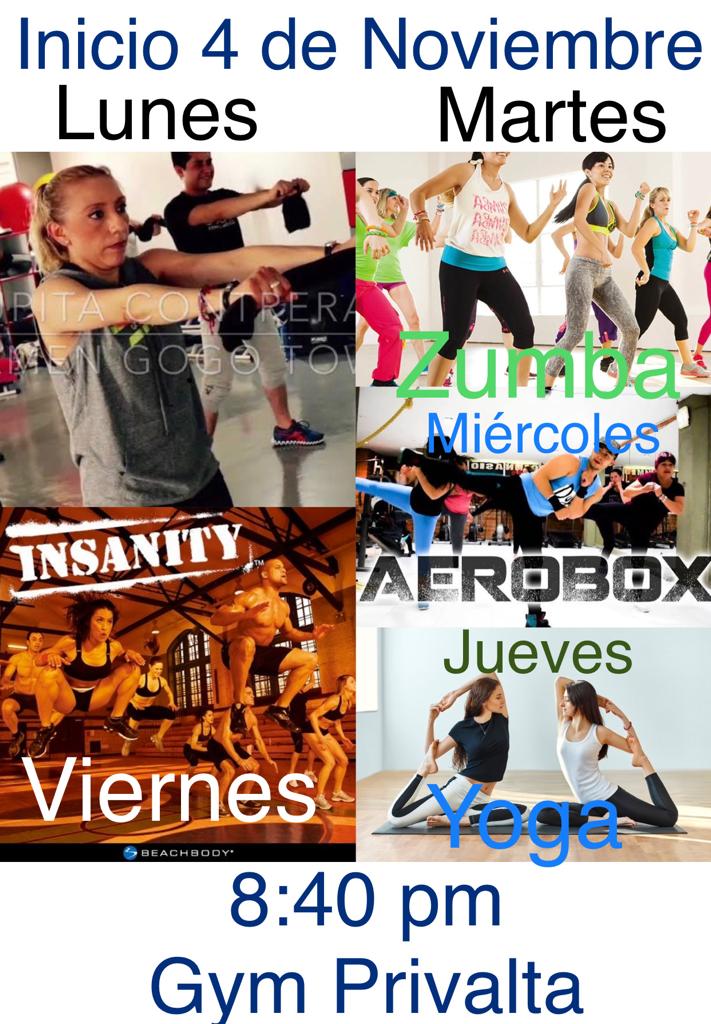 Inicio 4 de Noviembre
Lunes
Martes
PITA CONTRERA
MEN GOGO TOW
Zumba
Miércoles
AEROBOX
INSANITY™
Jueves
Viernes
Yoga
BEACHBODY®
8:40 pm
Gym Privalta